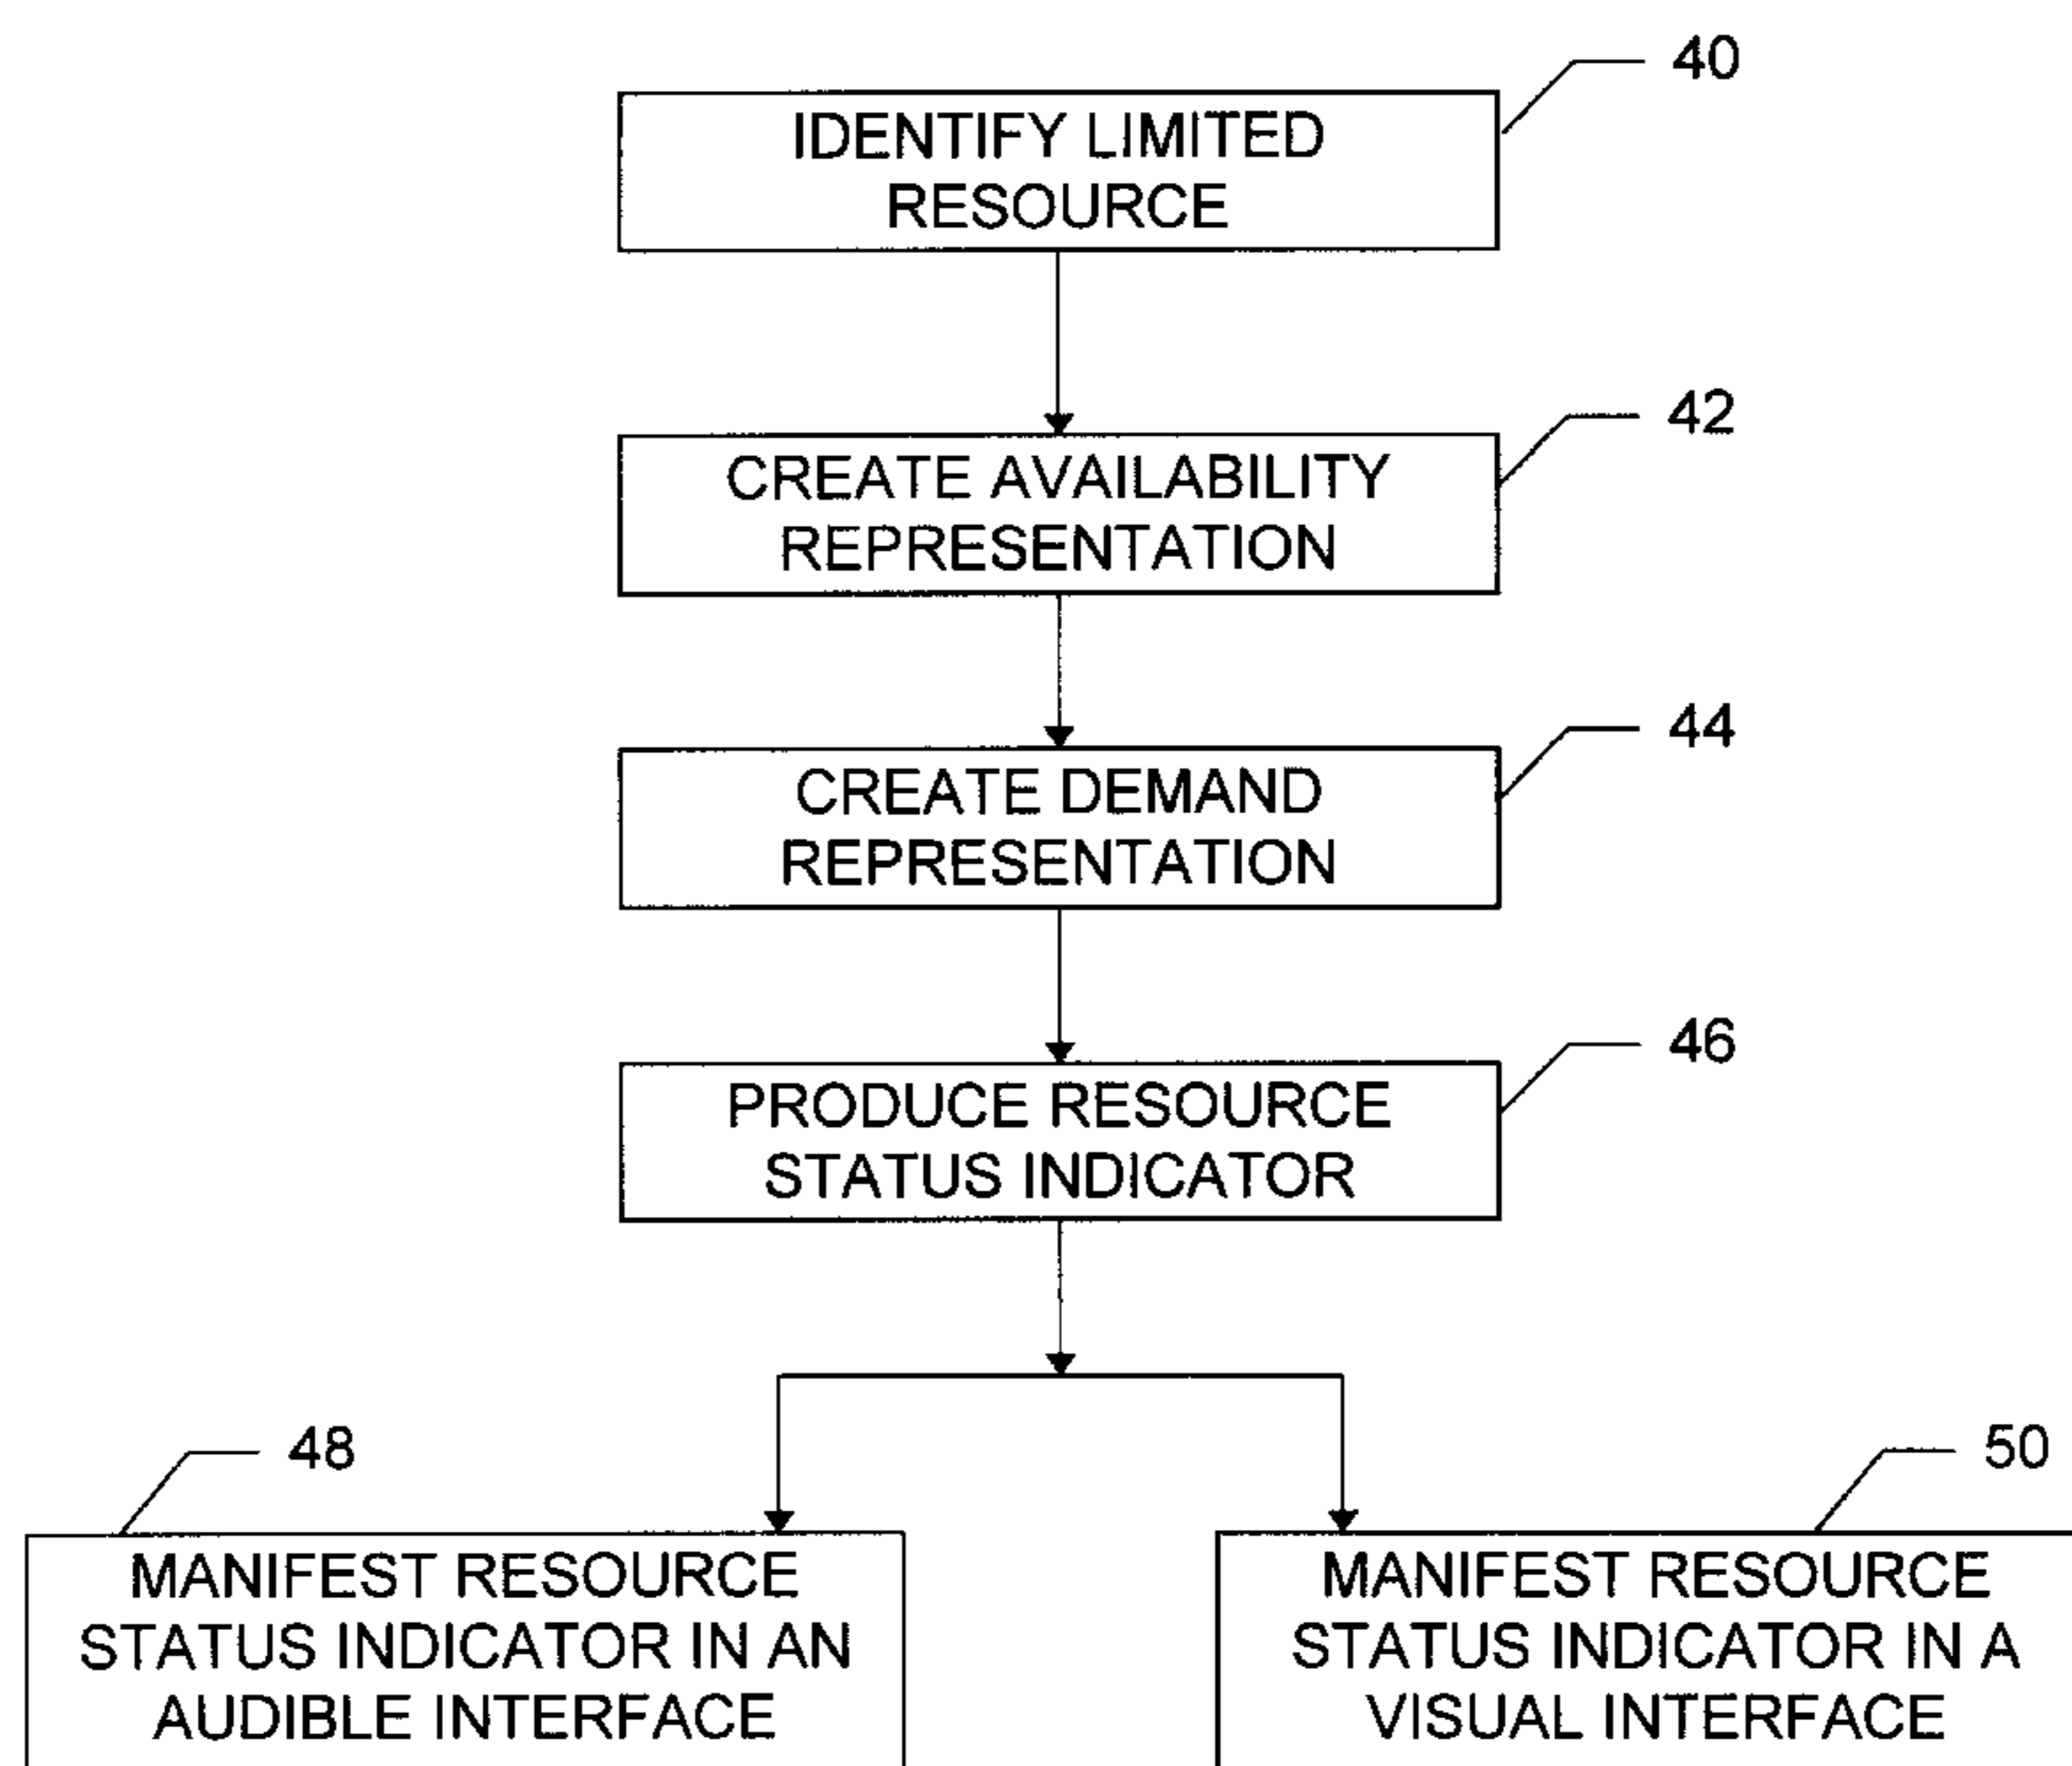 40
IDENTIFY LIMITED
RESOURCE
42
CREATE AVAILABILITY
REPRESENTATION
44
CREATE DEMAND
REPRESENTATION
46
PRODUCE RESOURCE
STATUS INDICATOR
48
MANIFEST RESOURCE
STATUS INDICATOR IN AN
AUDIBLE INTERFACE
50
MANIFEST RESOURCE
STATUS INDICATOR IN A
VISUAL INTERFACE